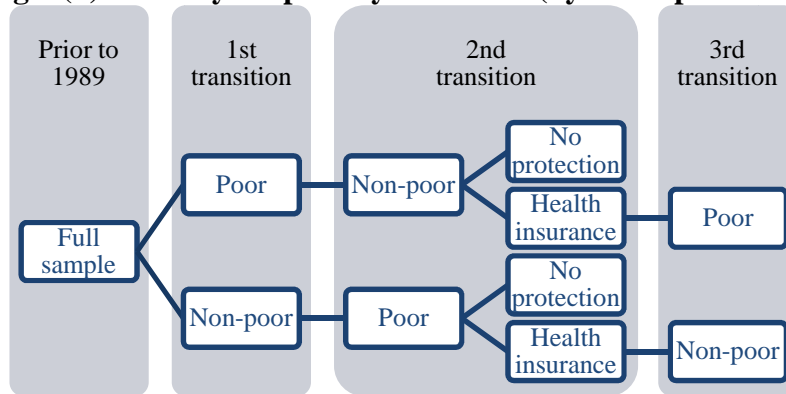 Prior to
1989
1st
transition
2nd
transition
3rd
transition
Full
sample
Poor
Non-poor
Non-poor
Poor
No
protection
Health
insurance
No
protection
Health
insurance
Poor
Non-poor